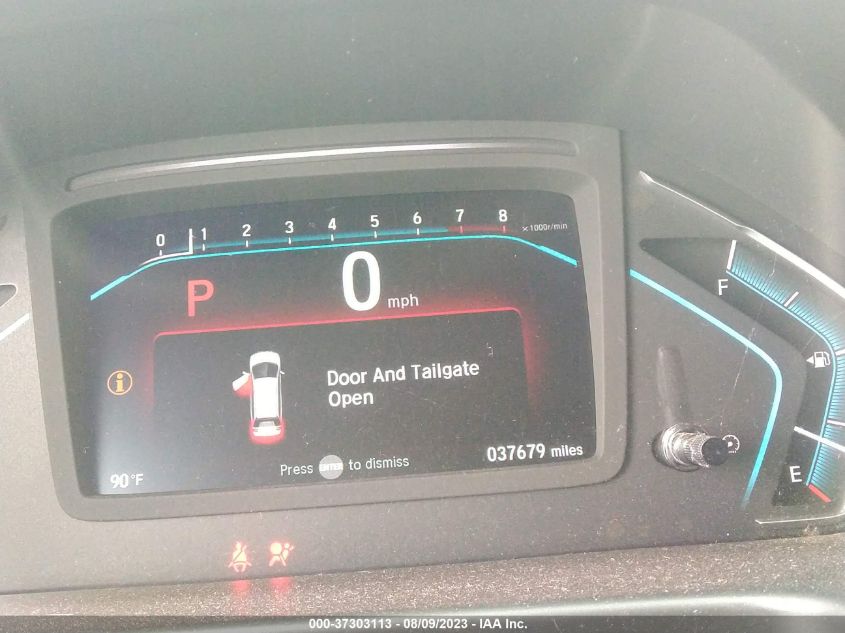 0 1 2 3 4 5 6 7 8 ×1000r/min
P 0 mph
F
Door And Tailgate
Open
Press ENTER to dismiss
037679 miles
90°F
E
000-37303113 - 08/09/2023 - IAA Inc.